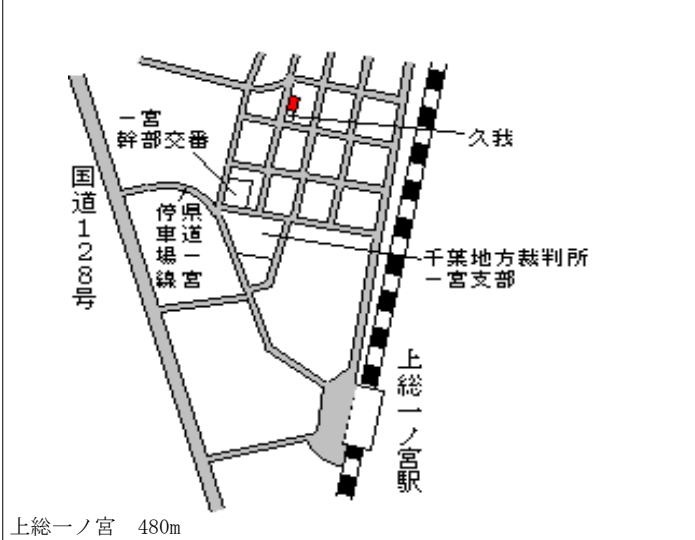 一宮
幹部交番
久我
国道128号
県道一宮
停車場線
千葉地方裁判所
一宮支部
上総一ノ宮駅
上総一ノ宮　480m